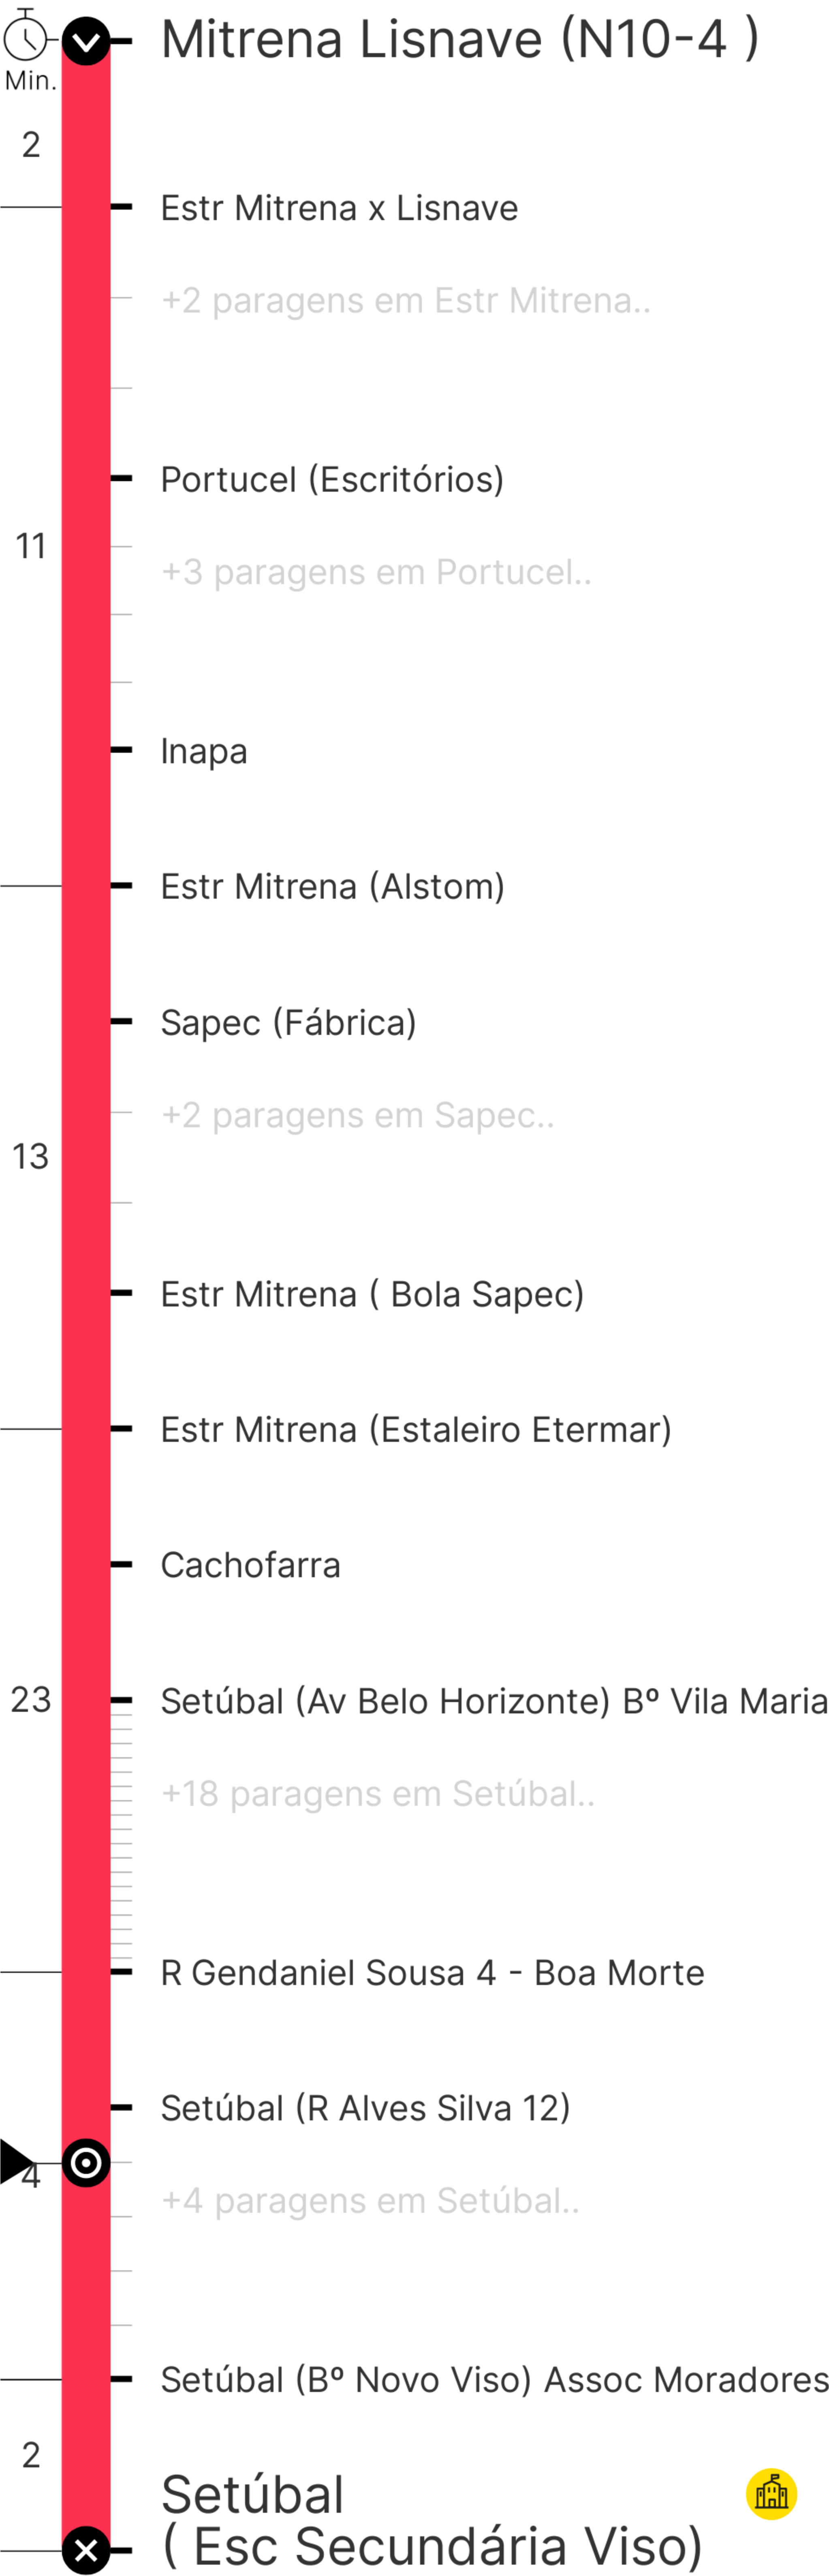 Mitrena Lisnave (N10-4 )
Min.
2
Estr Mitrena x Lisnave
+2 paragens em Estr Mitrena..
Portucel (Escritórios)
11
+3 paragens em Portucel..
Inapa
Estr Mitrena (Alstom)
Sapec (Fábrica)
+2 paragens em Sapec..
13
Estr Mitrena ( Bola Sapec)
Estr Mitrena (Estaleiro Etermar)
Cachofarra
23
Setúbal (Av Belo Horizonte) Bº Vila Maria
+18 paragens em Setúbal..
R Gendaniel Sousa 4 - Boa Morte
Setúbal (R Alves Silva 12)
4
+4 paragens em Setúbal..
Setúbal (Bº Novo Viso) Assoc Moradores
2
Setúbal
( Esc Secundária Viso)